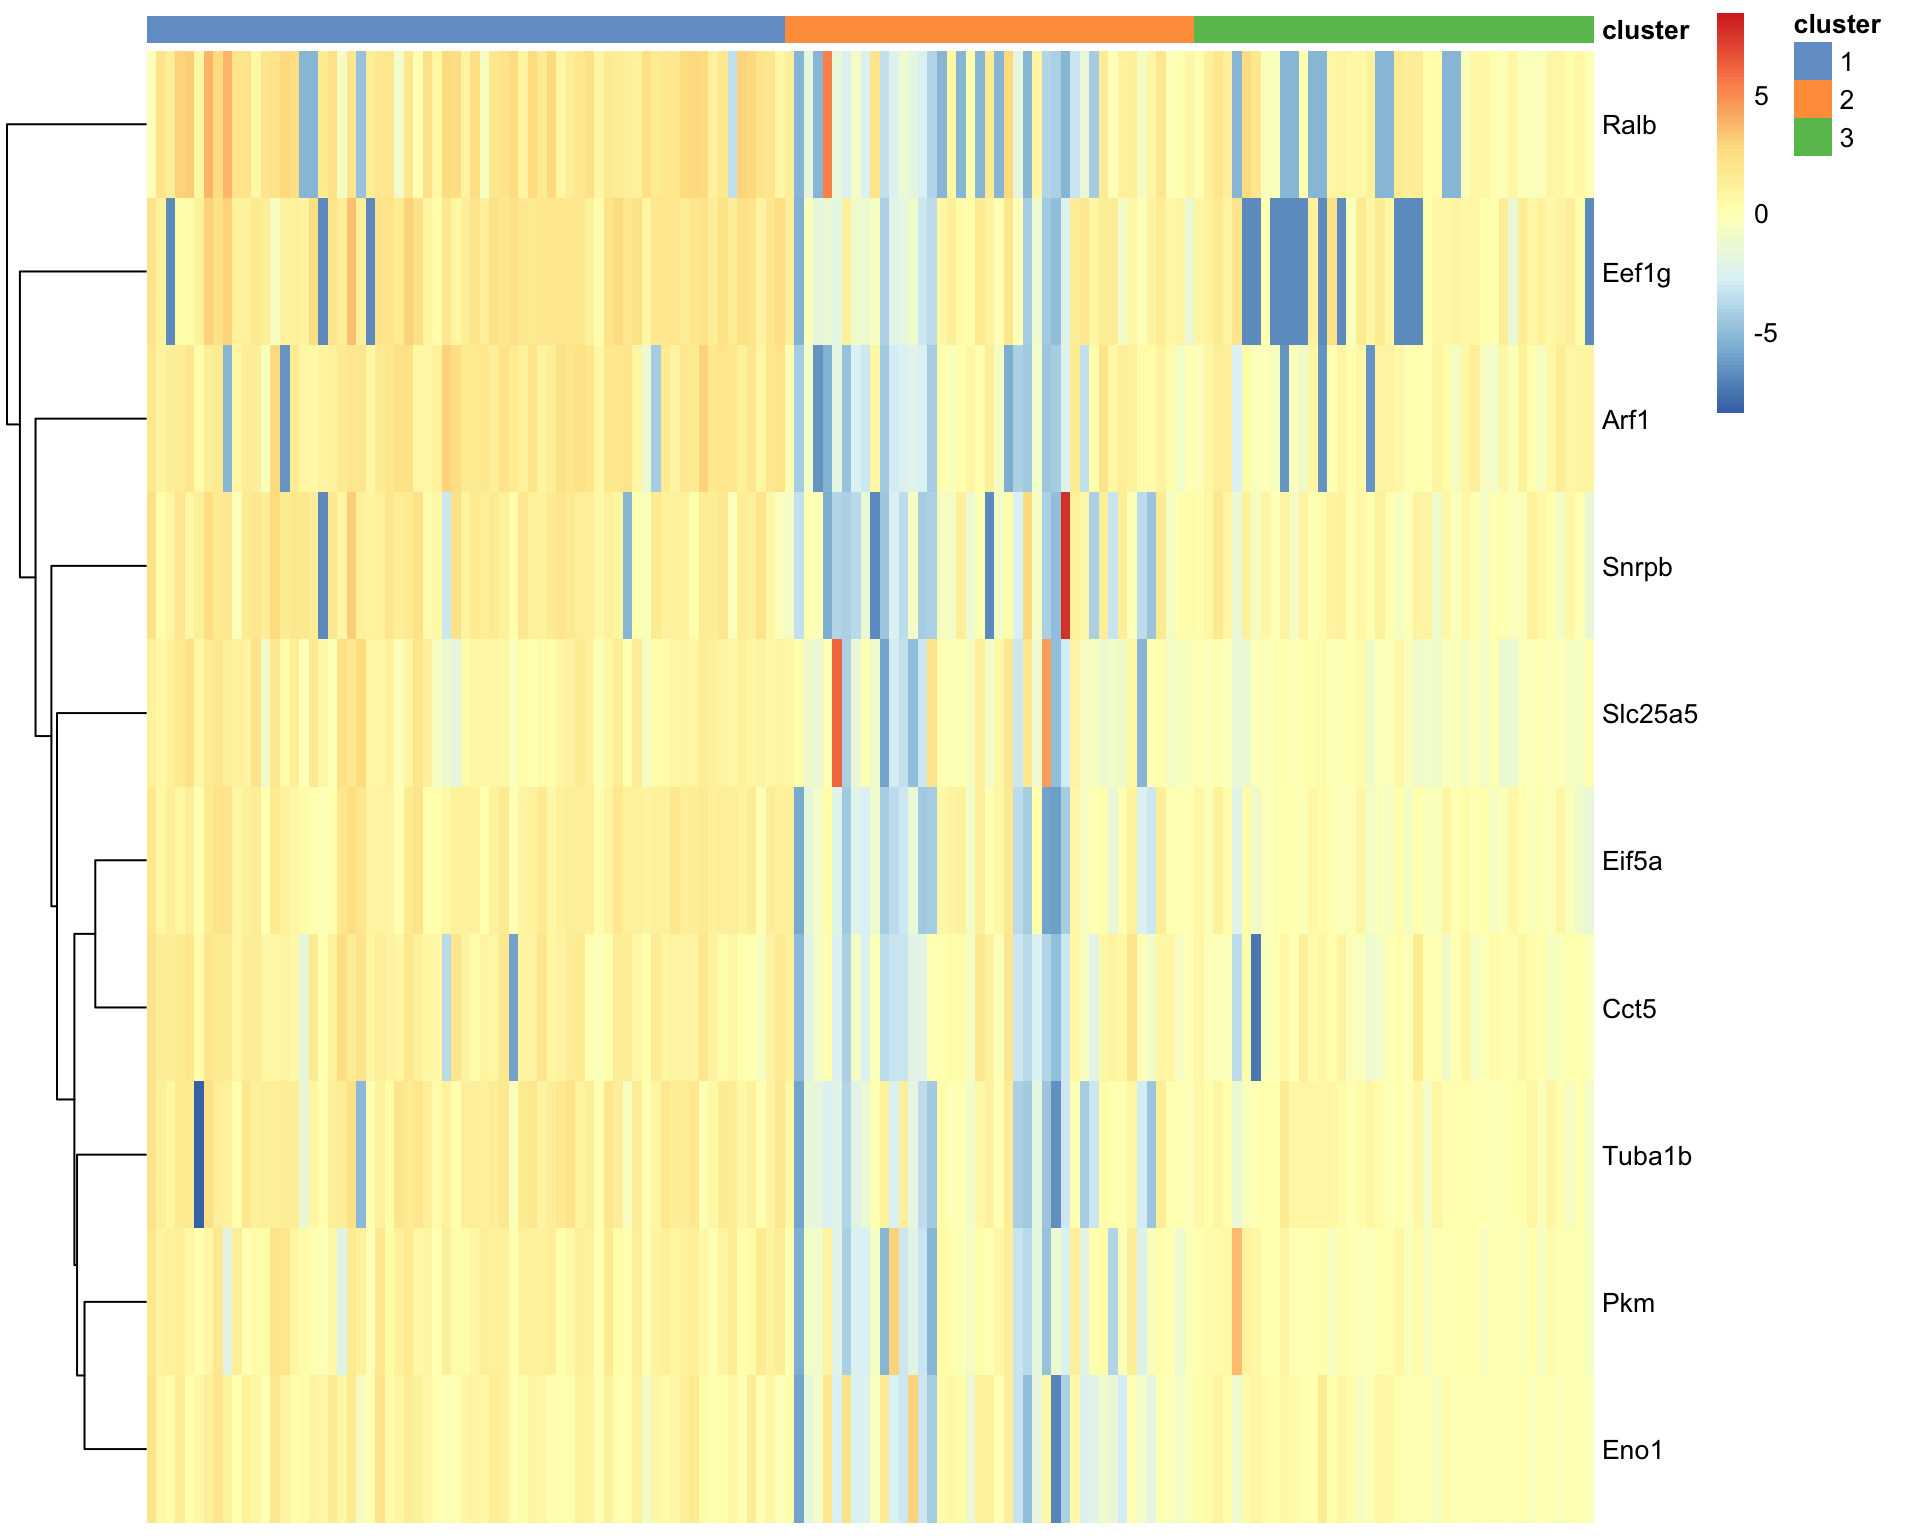 cluster
5
0
-5
cluster
1
2
3
Ralb
Eef1g
Arf1
Snrpb
Slc25a5
Eif5a
Cct5
Tuba1b
Pkm
Eno1